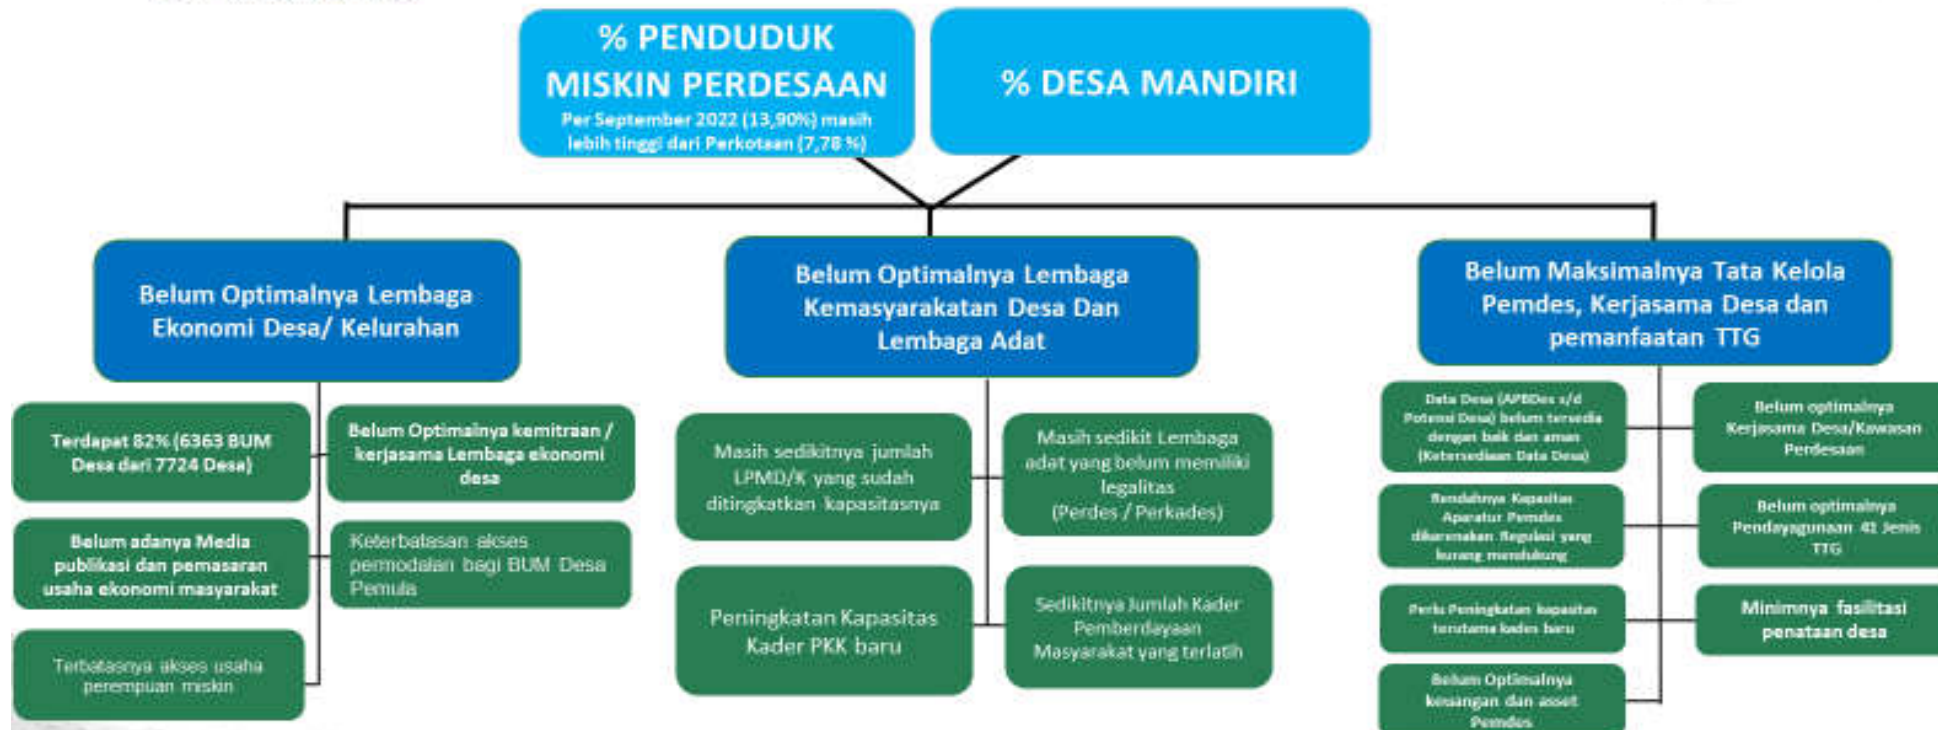 % PENDUDUK
MISKIN PERDESAAN
Per September 2022 (13,90%) masih
lebih tinggi dari Perkotaan (7,78 %)
% DESA MANDIRI
Belum Optimalnya Lembaga
Ekonomi Desa/ Kelurahan
Terdapat 82% (6363 BUM
Desa dari 7724 Desa)
Belum Optimalnya kemitraan /
kerjasama Lembaga ekonomi
desa
Belum adanya Media
publikasi dan pemasaran
usaha ekonomi masyarakat
Keterbatasan akses
permodalan bagi BUM Desa
Pemula
Terbatasnya akses usaha
perempuan miskin
Belum Optimalnya Lembaga
Kemasyarakatan Desa Dan
Lembaga Adat
Masih sedikitnya jumlah
LPMD/K yang sudah
ditingkatkan kapasitasnya
Masih sedikit Lembaga
adat yang belum memiliki
legalitas
(Perdes / Perkades)
Peningkatan Kapasitas
Kader PKK baru
Sedikitnya Jumlah Kader
Pemberdayaan
Masyarakat yang terlatih
Belum Maksimalnya Tata Kelola
Pemdes, Kerjasama Desa dan
pemanfaatan TTG
Data Desa (APBDes s/d
Potensi Desa) belum tersedia
dengan baik dan aman
(Ketersediaan Data Desa)
Belum optimalnya
Kerjasama Desa/Kawasan
Perdesaan
Rendahnya Kapasitas
Aparatur Pemdes
dikarenakan Regulasi yang
kurang mendukung
Belum optimalnya
Pendayagunaan 41 Jenis
TTG
Perlu Peningkatan kapasitas
terutama kades baru
Minimnya fasilitasi
penataan desa
Belum Optimalnya
keuangan dan asset
Pemdes